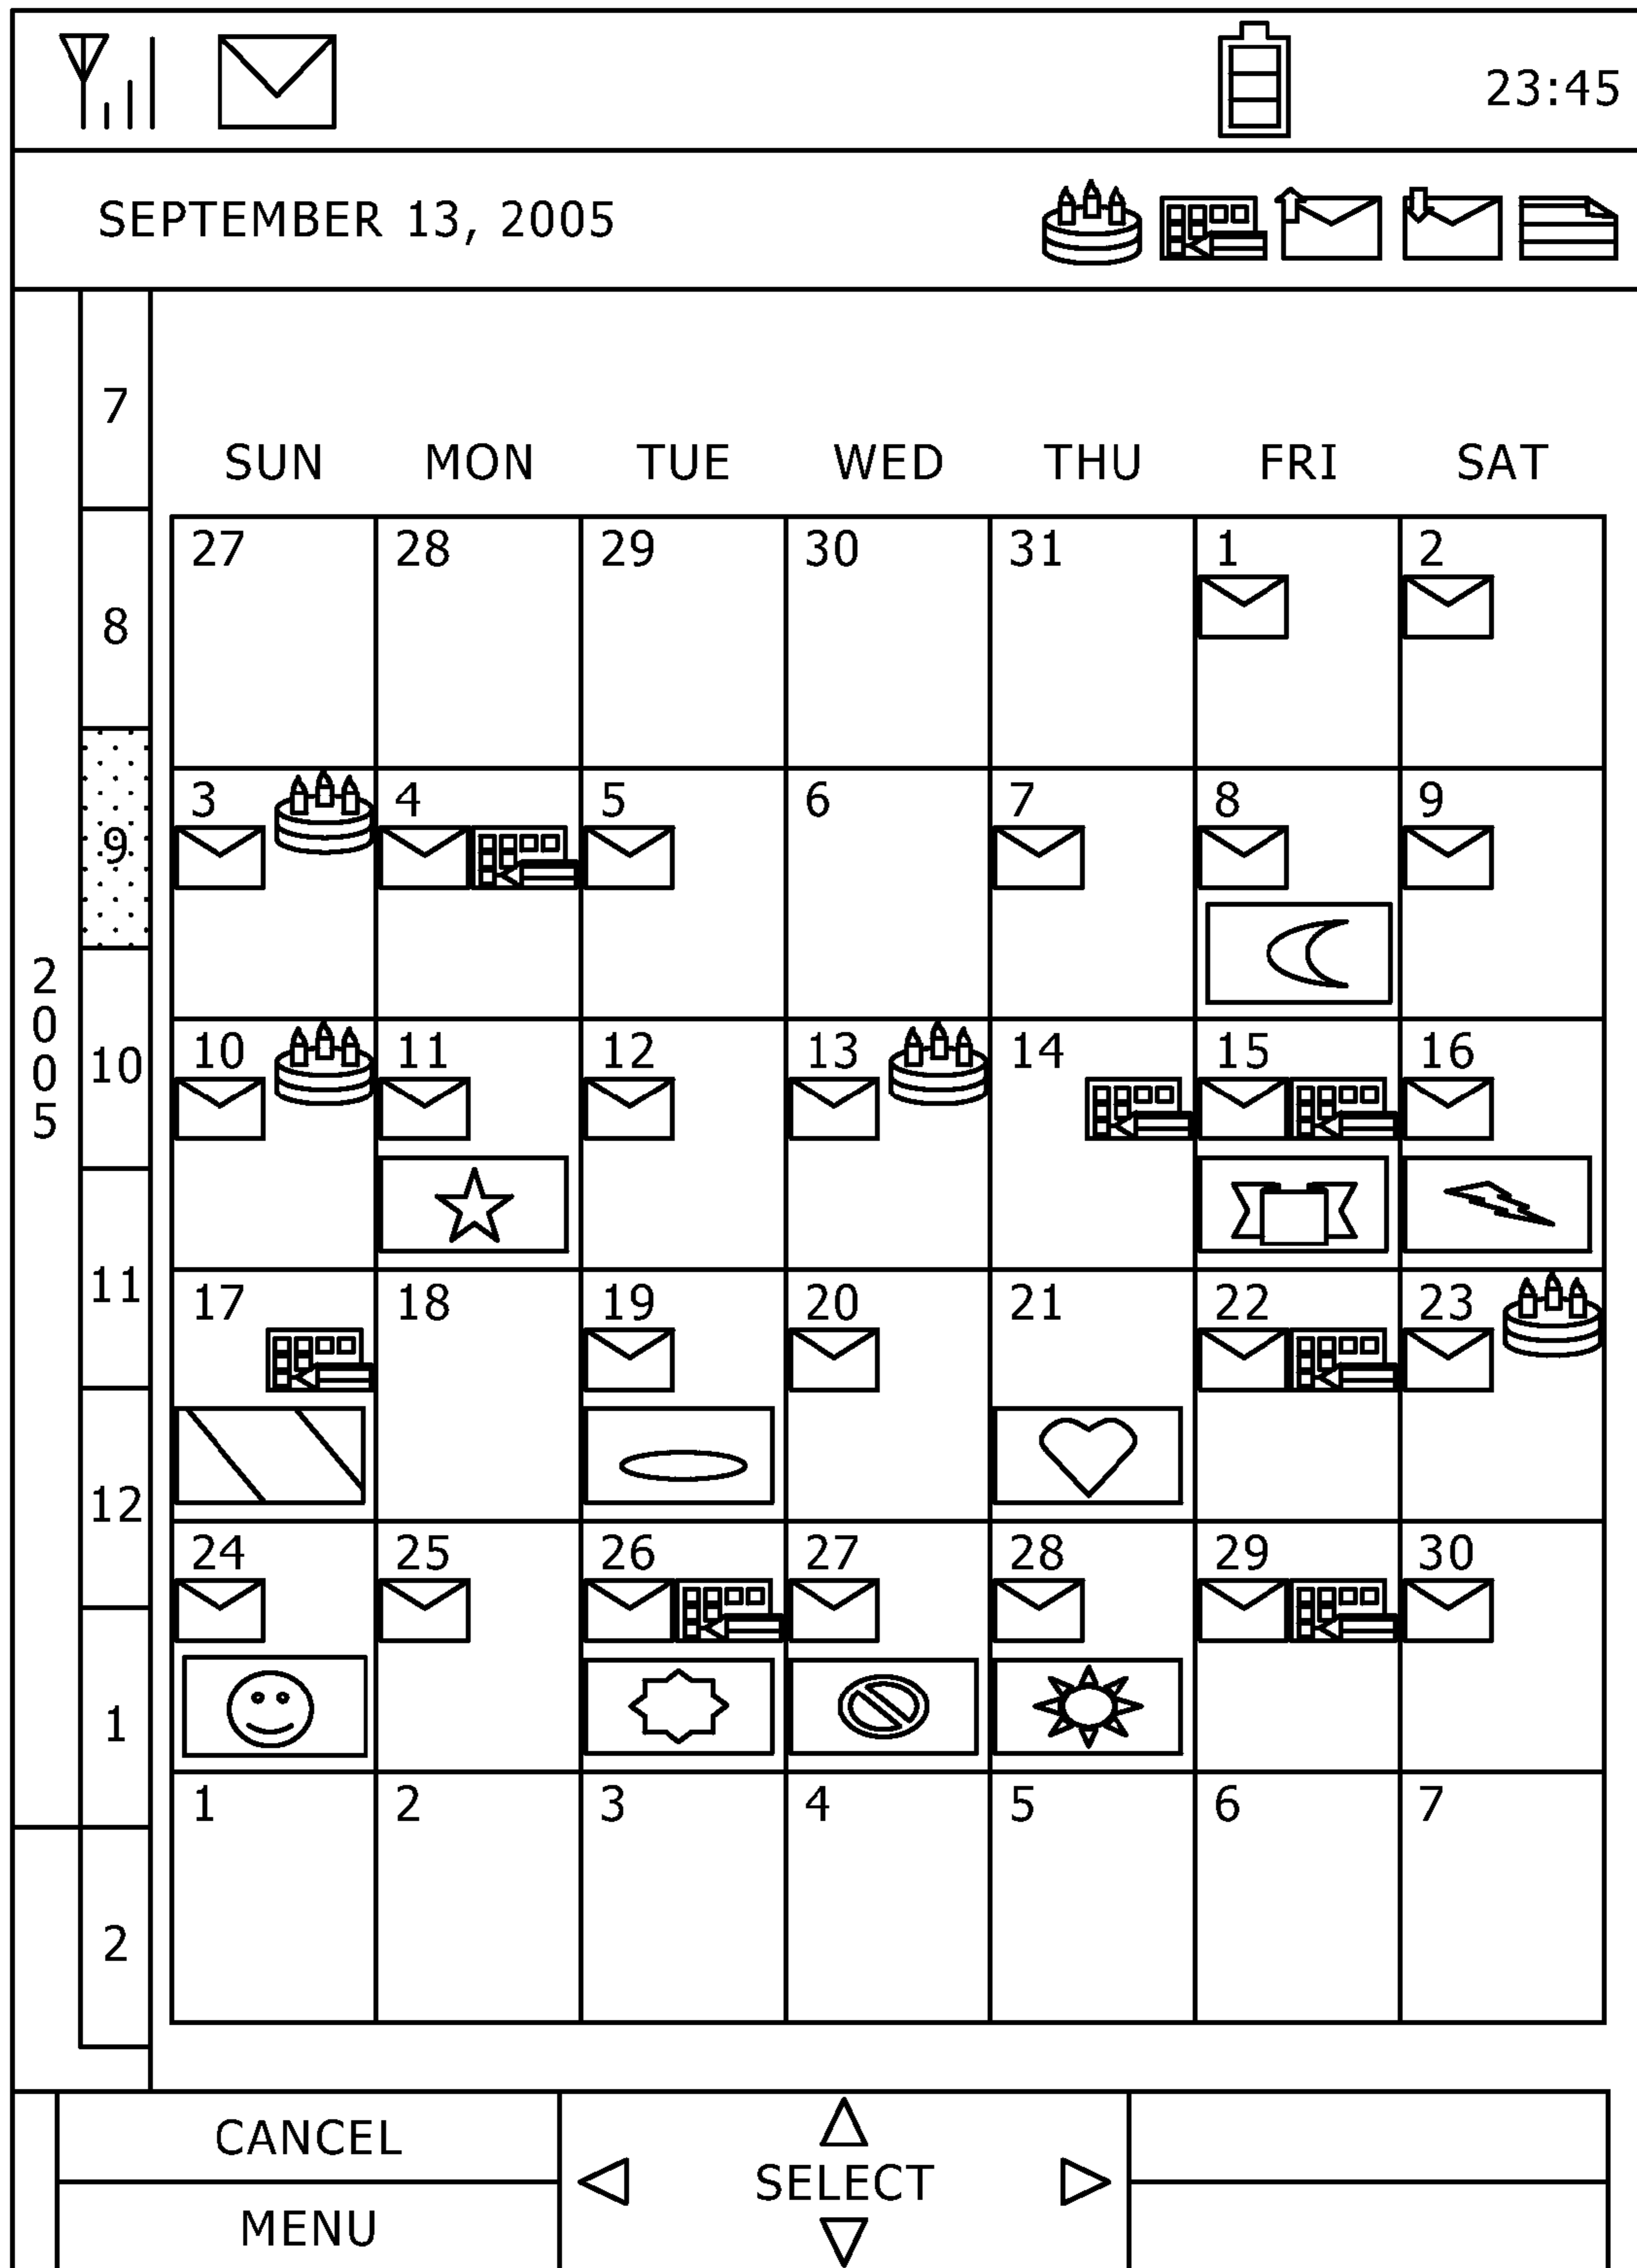 23:45
SEPTEMBER 13, 2005
2005
7
8
9
10
11
12
1
2
SUN MON TUE WED THU FRI SAT
27 28 29 30 31 1 2
3 4 5 6 7 8 9
10 11 12 13 14 15 16
17 18 19 20 21 22 23
24 25 26 27 28 29 30
1 2 3 4 5 6 7
CANCEL
SELECT
MENU